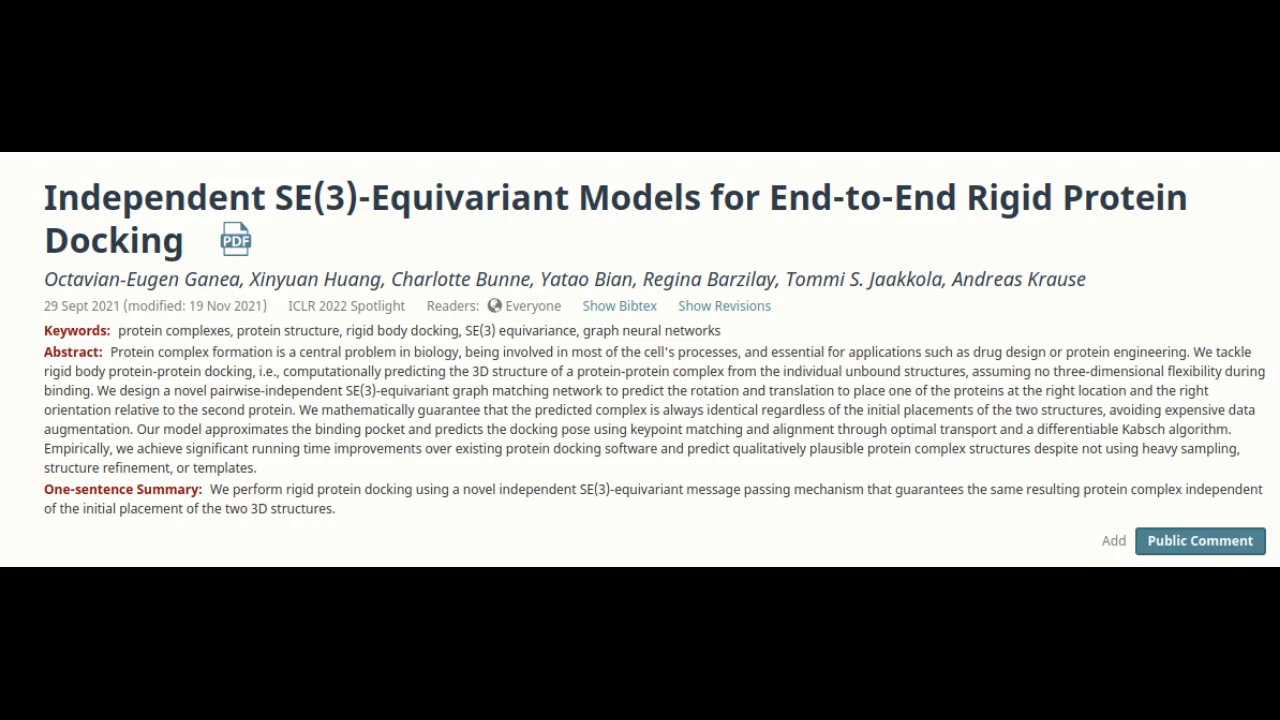 Independent SE(3)-Equivariant Models for End-to-End Rigid Protein
Docking PDF
Octavian-Eugen Ganea, Xinyuan Huang, Charlotte Bunne, Yatao Bian, Regina Barzilay, Tommi S. Jaakkola, Andreas Krause
29 Sept 2021 (modified: 19 Nov 2021) ICLR 2022 Spotlight Readers: Everyone Show Bibtex Show Revisions
Keywords: protein complexes, protein structure, rigid body docking, SE(3) equivariance, graph neural networks
Abstract: Protein complex formation is a central problem in biology, being involved in most of the cell's processes, and essential for applications such as drug design or protein engineering. We tackle
rigid body protein-protein docking, i.e., computationally predicting the 3D structure of a protein-protein complex from the individual unbound structures, assuming no three-dimensional flexibility during
binding. We design a novel pairwise-independent SE(3)-equivariant graph matching network to predict the rotation and translation to place one of the proteins at the right location and the right
orientation relative to the second protein. We mathematically guarantee that the predicted complex is always identical regardless of the initial placements of the two structures, avoiding expensive data
augmentation. Our model approximates the binding pocket and predicts the docking pose using keypoint matching and alignment through optimal transport and a differentiable Kabsch algorithm.
Empirically, we achieve significant running time improvements over existing protein docking software and predict qualitatively plausible protein complex structures despite not using heavy sampling,
structure refinement, or templates.
One-sentence Summary: We perform rigid protein docking using a novel independent SE(3)-equivariant message passing mechanism that guarantees the same resulting protein complex independent
of the initial placement of the two 3D structures.
Add Public Comment